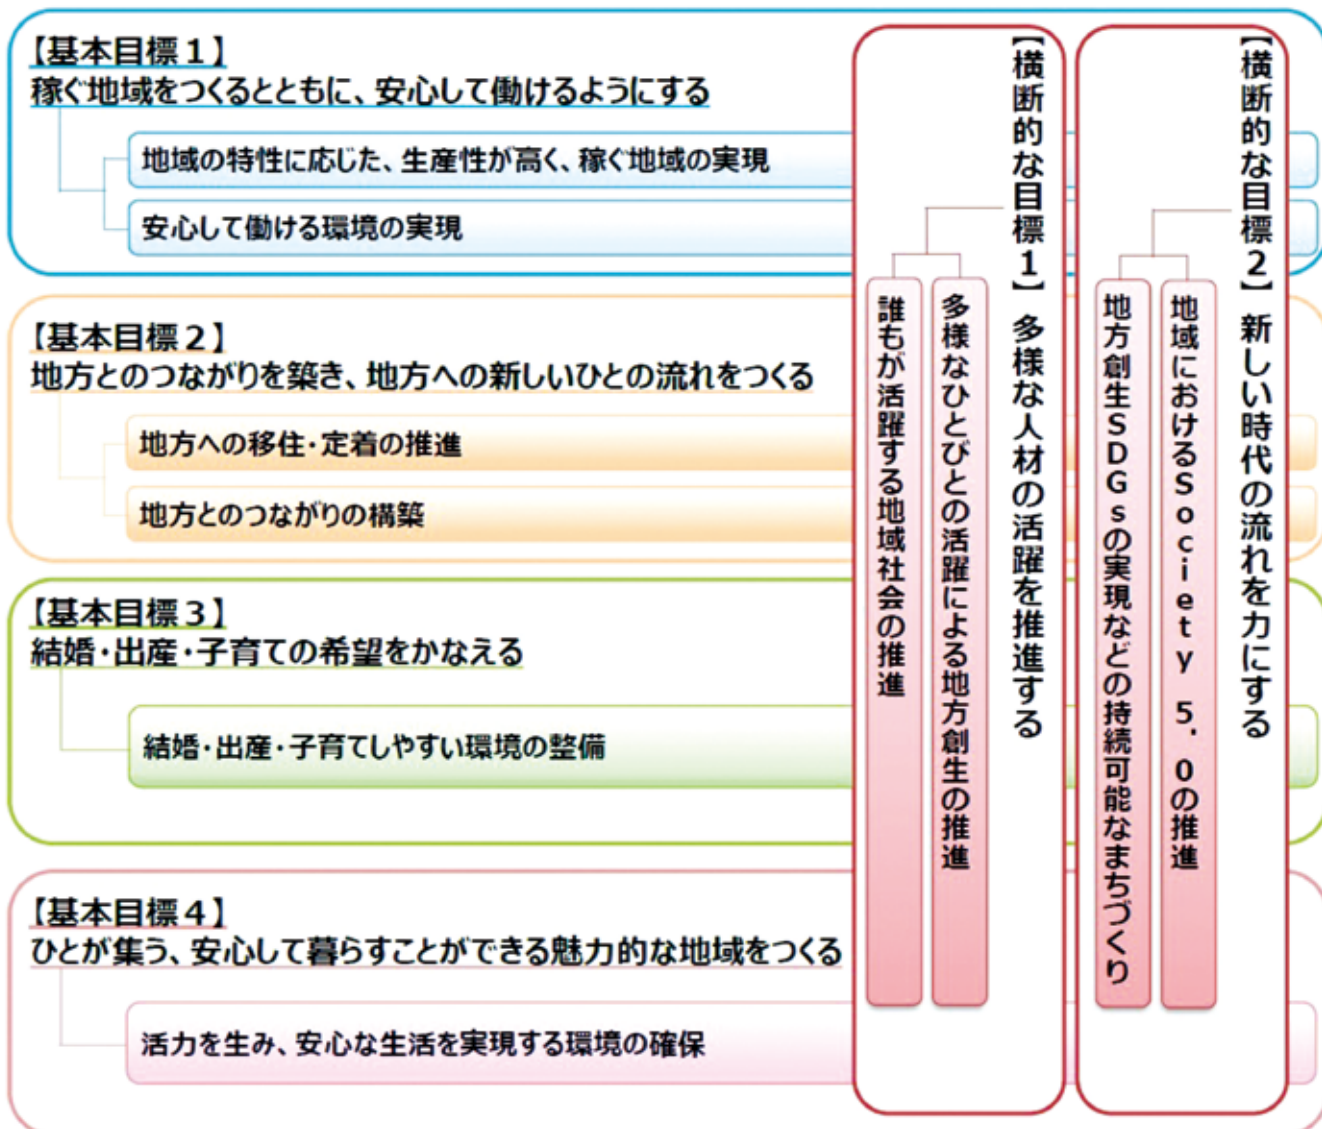 【基本目標１】
稼ぐ地域をつくるとともに、安心して働けるようにする
地域の特性に応じた、生産性が高く、稼ぐ地域の実現
安心して働ける環境の実現
【基本目標２】
地方とのつながりを築き、地方への新しいひとの流れをつくる
地方への移住・定着の推進
地方とのつながりの構築
【基本目標３】
結婚・出産・子育ての希望をかなえる
結婚・出産・子育てしやすい環境の整備
【基本目標４】
ひとが集う、安心して暮らすことができる魅力的な地域をつくる
活力を生み、安心な生活を実現する環境の確保
【横断的な目標１】多様な人材の活躍を推進する
多様なひとびとの活躍による地方創生の推進
誰もが活躍する地域社会の推進
【横断的な目標２】新しい時代の流れを力にする
地域におけるSociety 5.0の推進
地方創生SDGsの実現などの持続可能なまちづくり